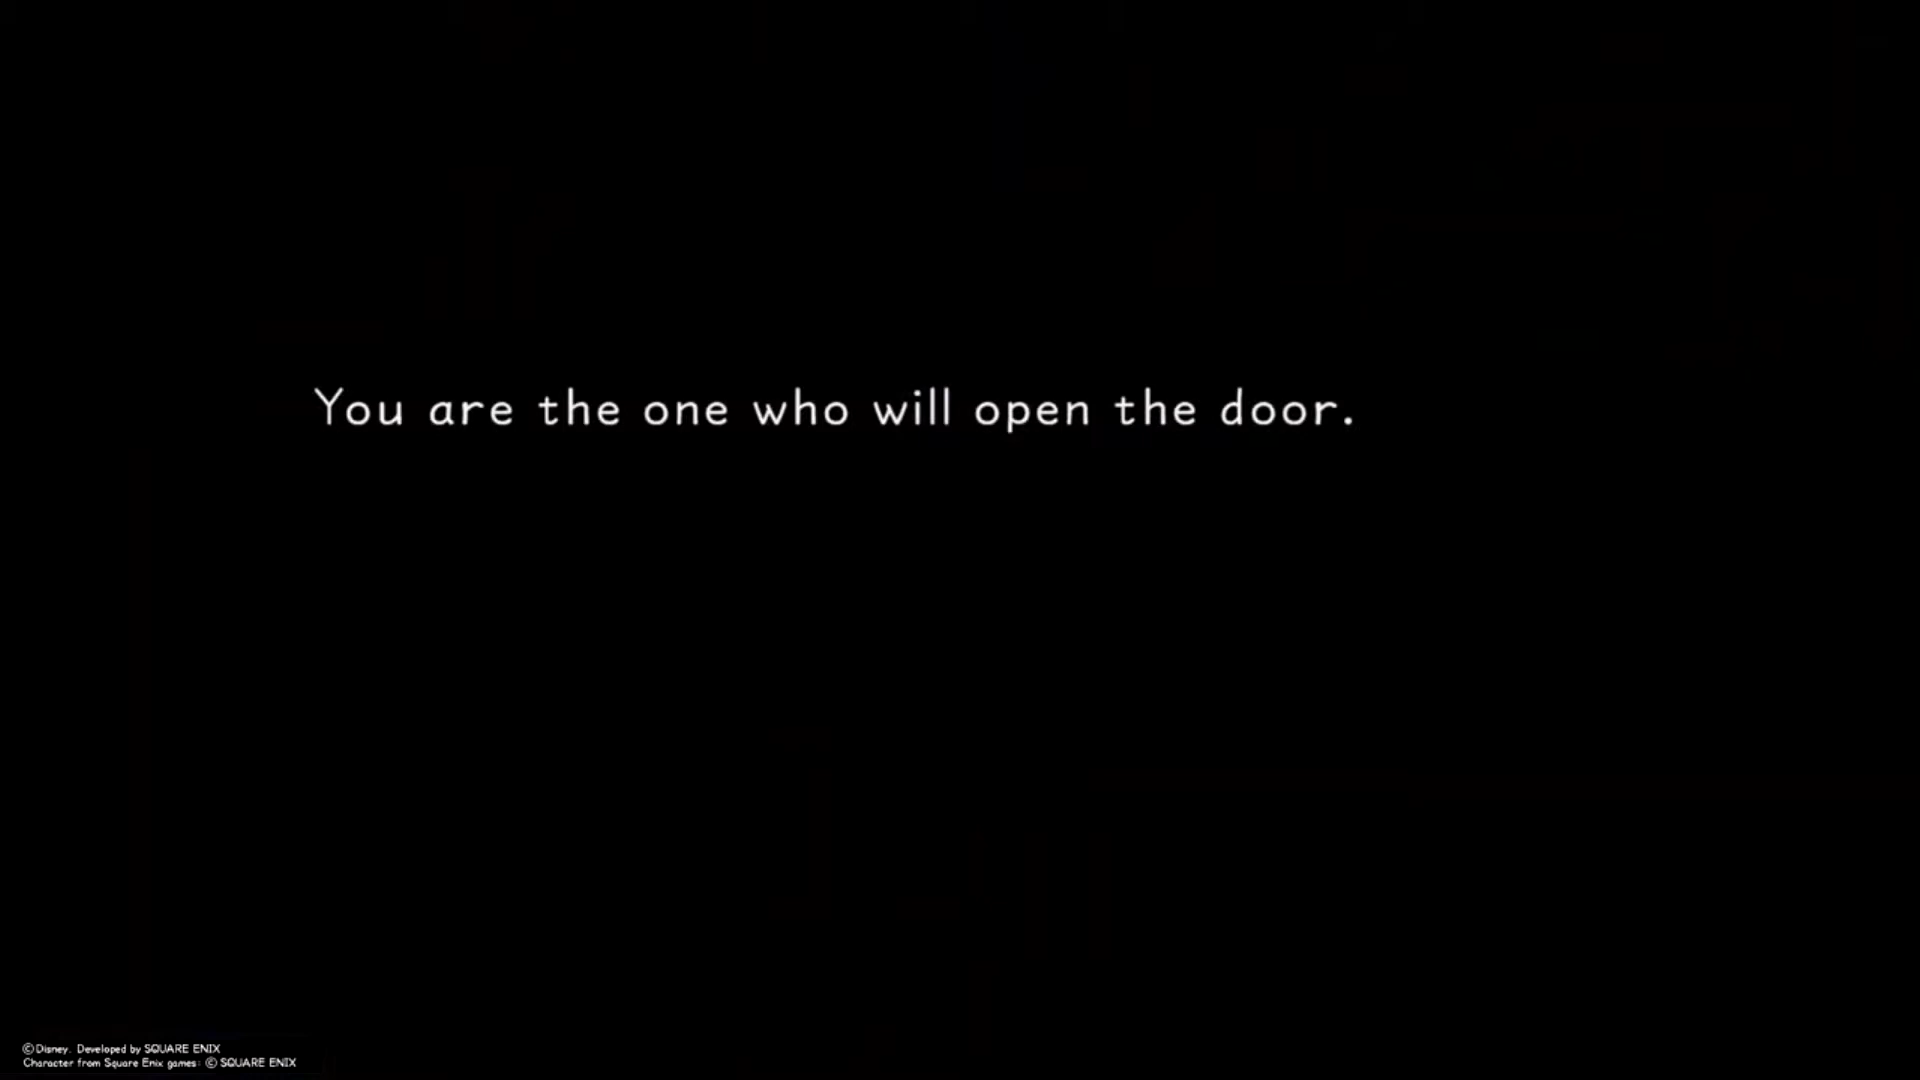 You are the one who will open the door.
©Disney. Developed by SQUARE ENIX
Character from Square Enix games: © SQUARE ENIX